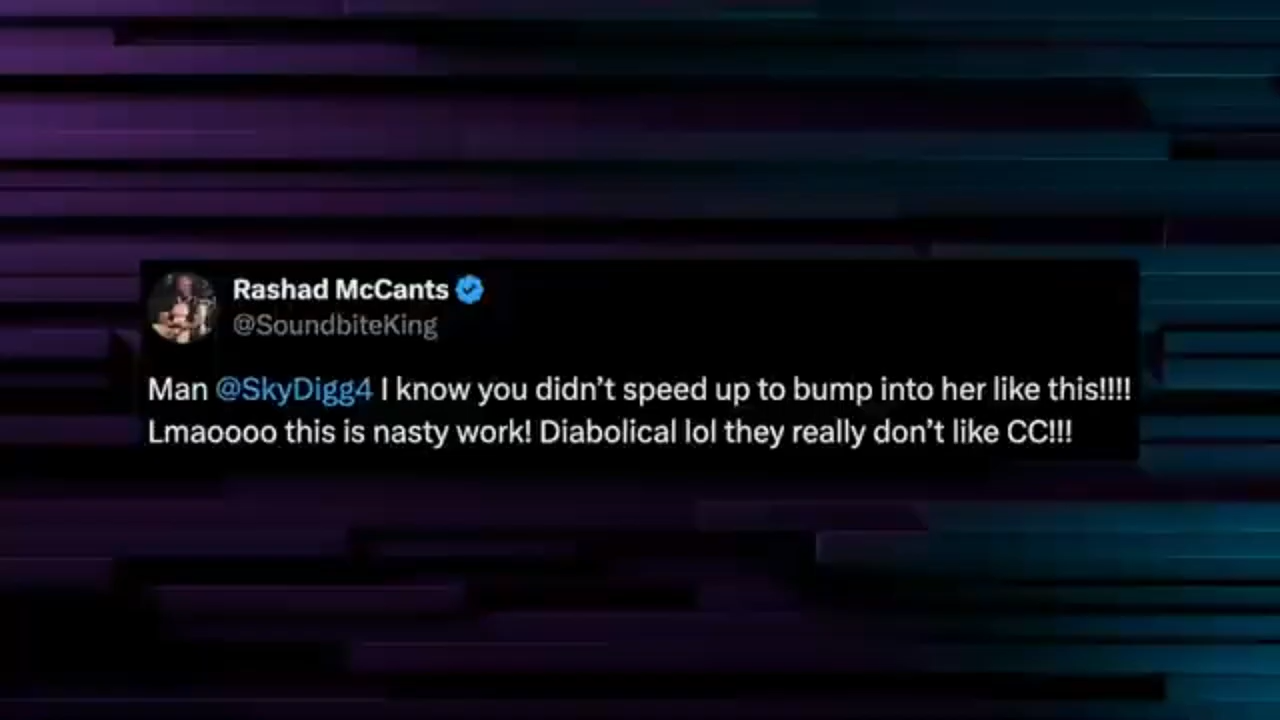 Rashad McCants
@SoundbiteKing
Man @SkyDigg4 I know you didn’t speed up to bump into her like this!!!!
Lmaoooo this is nasty work! Diabolical lol they really don’t like CC!!!